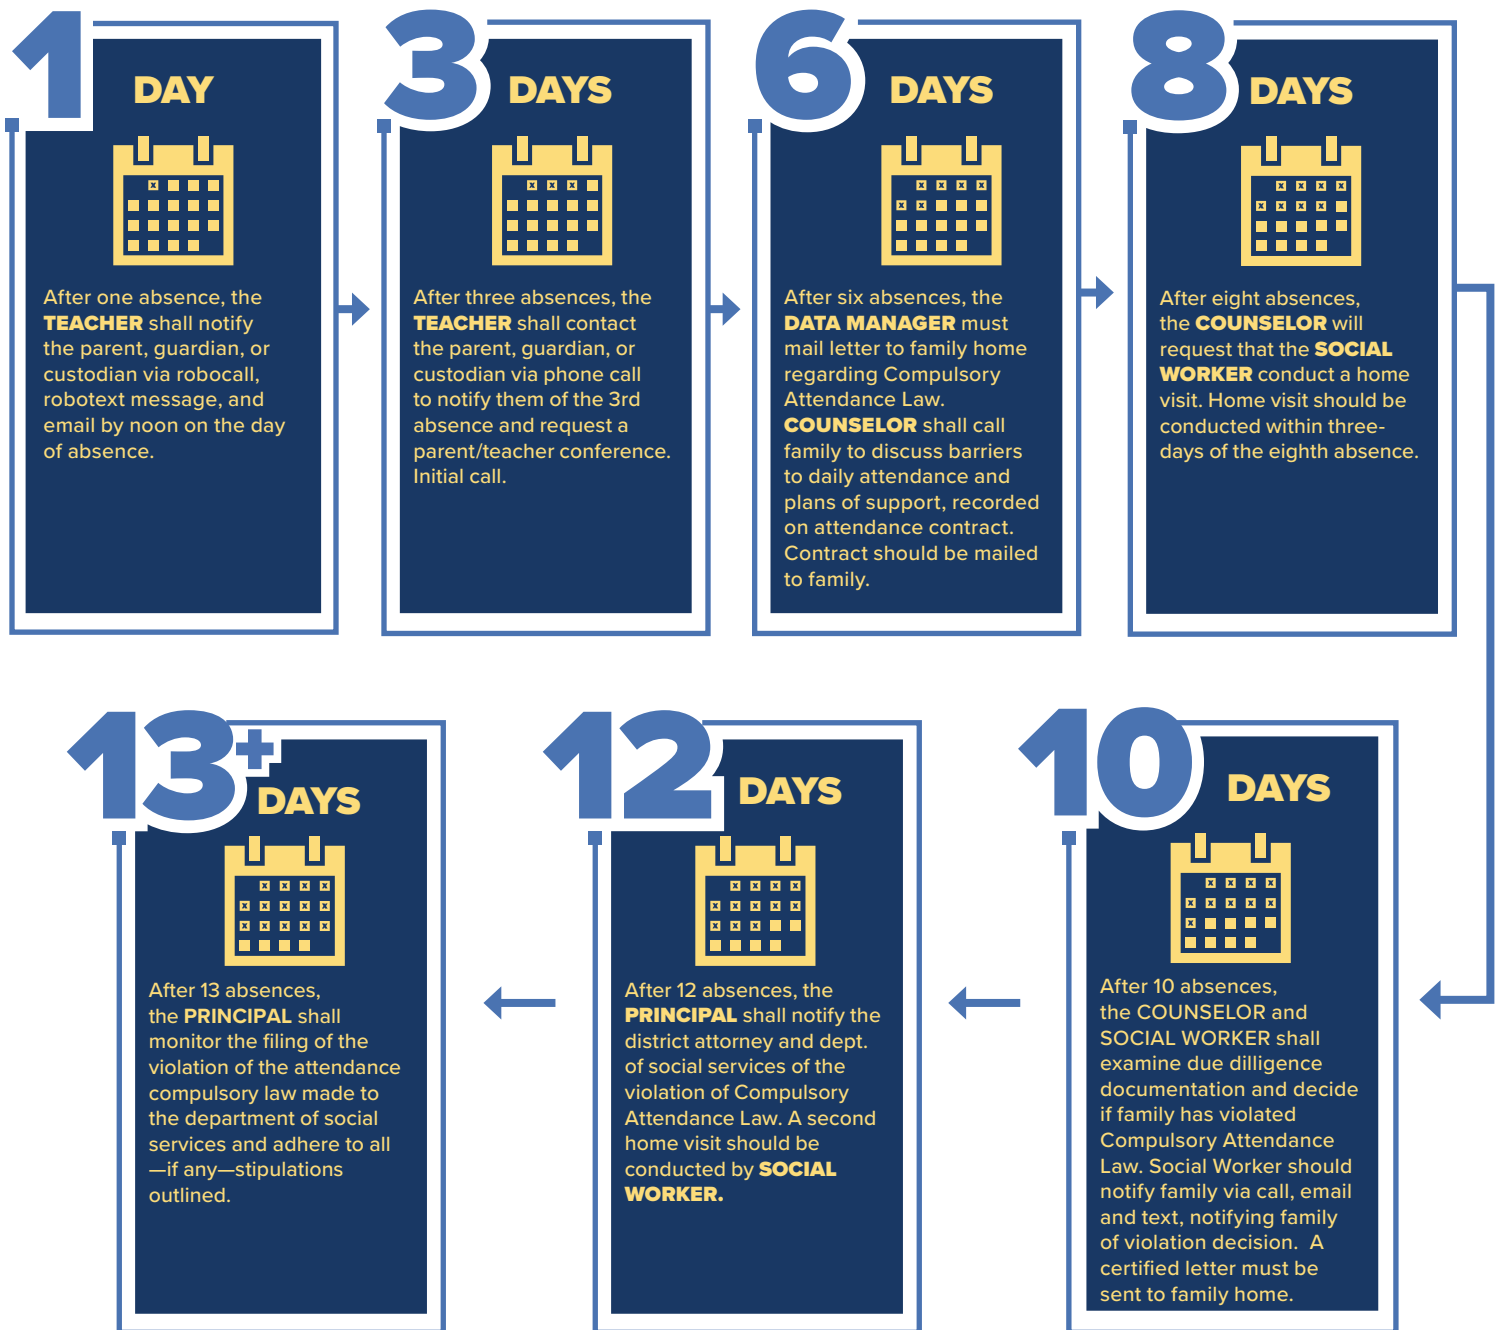 1
DAY
After one absence, the
TEACHER shall notify
the parent, guardian, or
custodian via robocall,
robotext message, and
email by noon on the day
of absence.
3
DAYS
After three absences, the
TEACHER shall contact
the parent, guardian, or
custodian via phone call
to notify them of the 3rd
absence and request a
parent/teacher conference.
Initial call.
6
DAYS
After six absences, the
DATA MANAGER must
mail letter to family home
regarding Compulsory
Attendance Law.
COUNSELOR shall call
family to discuss barriers
to daily attendance and
plans of support, recorded
on attendance contract.
Contract should be mailed
to family.
8
DAYS
After eight absences,
the COUNSELOR will
request that the SOCIAL
WORKER conduct a home
visit. Home visit should be
conducted within three-
days of the eighth absence.
10
DAYS
After 10 absences,
the COUNSELOR and
SOCIAL WORKER shall
examine due dilligence
documentation and decide
if family has violated
Compulsory Attendance
Law. Social Worker should
notify family via call, email
and text, notifying family
of violation decision.  A
certified letter must be
sent to family home.
12
DAYS
After 12 absences, the
PRINCIPAL shall notify the
district attorney and dept.
of social services of the
violation of Compulsory
Attendance Law. A second
home visit should be
conducted by SOCIAL
WORKER.
13+
DAYS
After 13 absences,
the PRINCIPAL shall
monitor the filing of the
violation of the attendance
compulsory law made to
the department of social
services and adhere to all
—if any—stipulations
outlined.